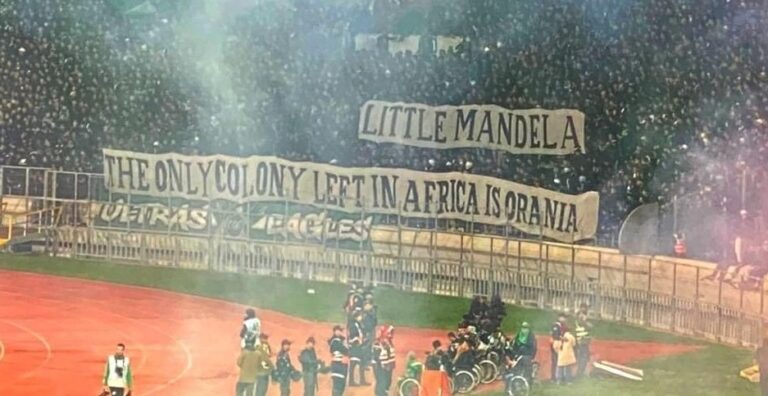 LITTLE MANDELA
THE ONLY COLONY LEFT IN AFRICA IS ORANIA
ULTRAS EAGLES